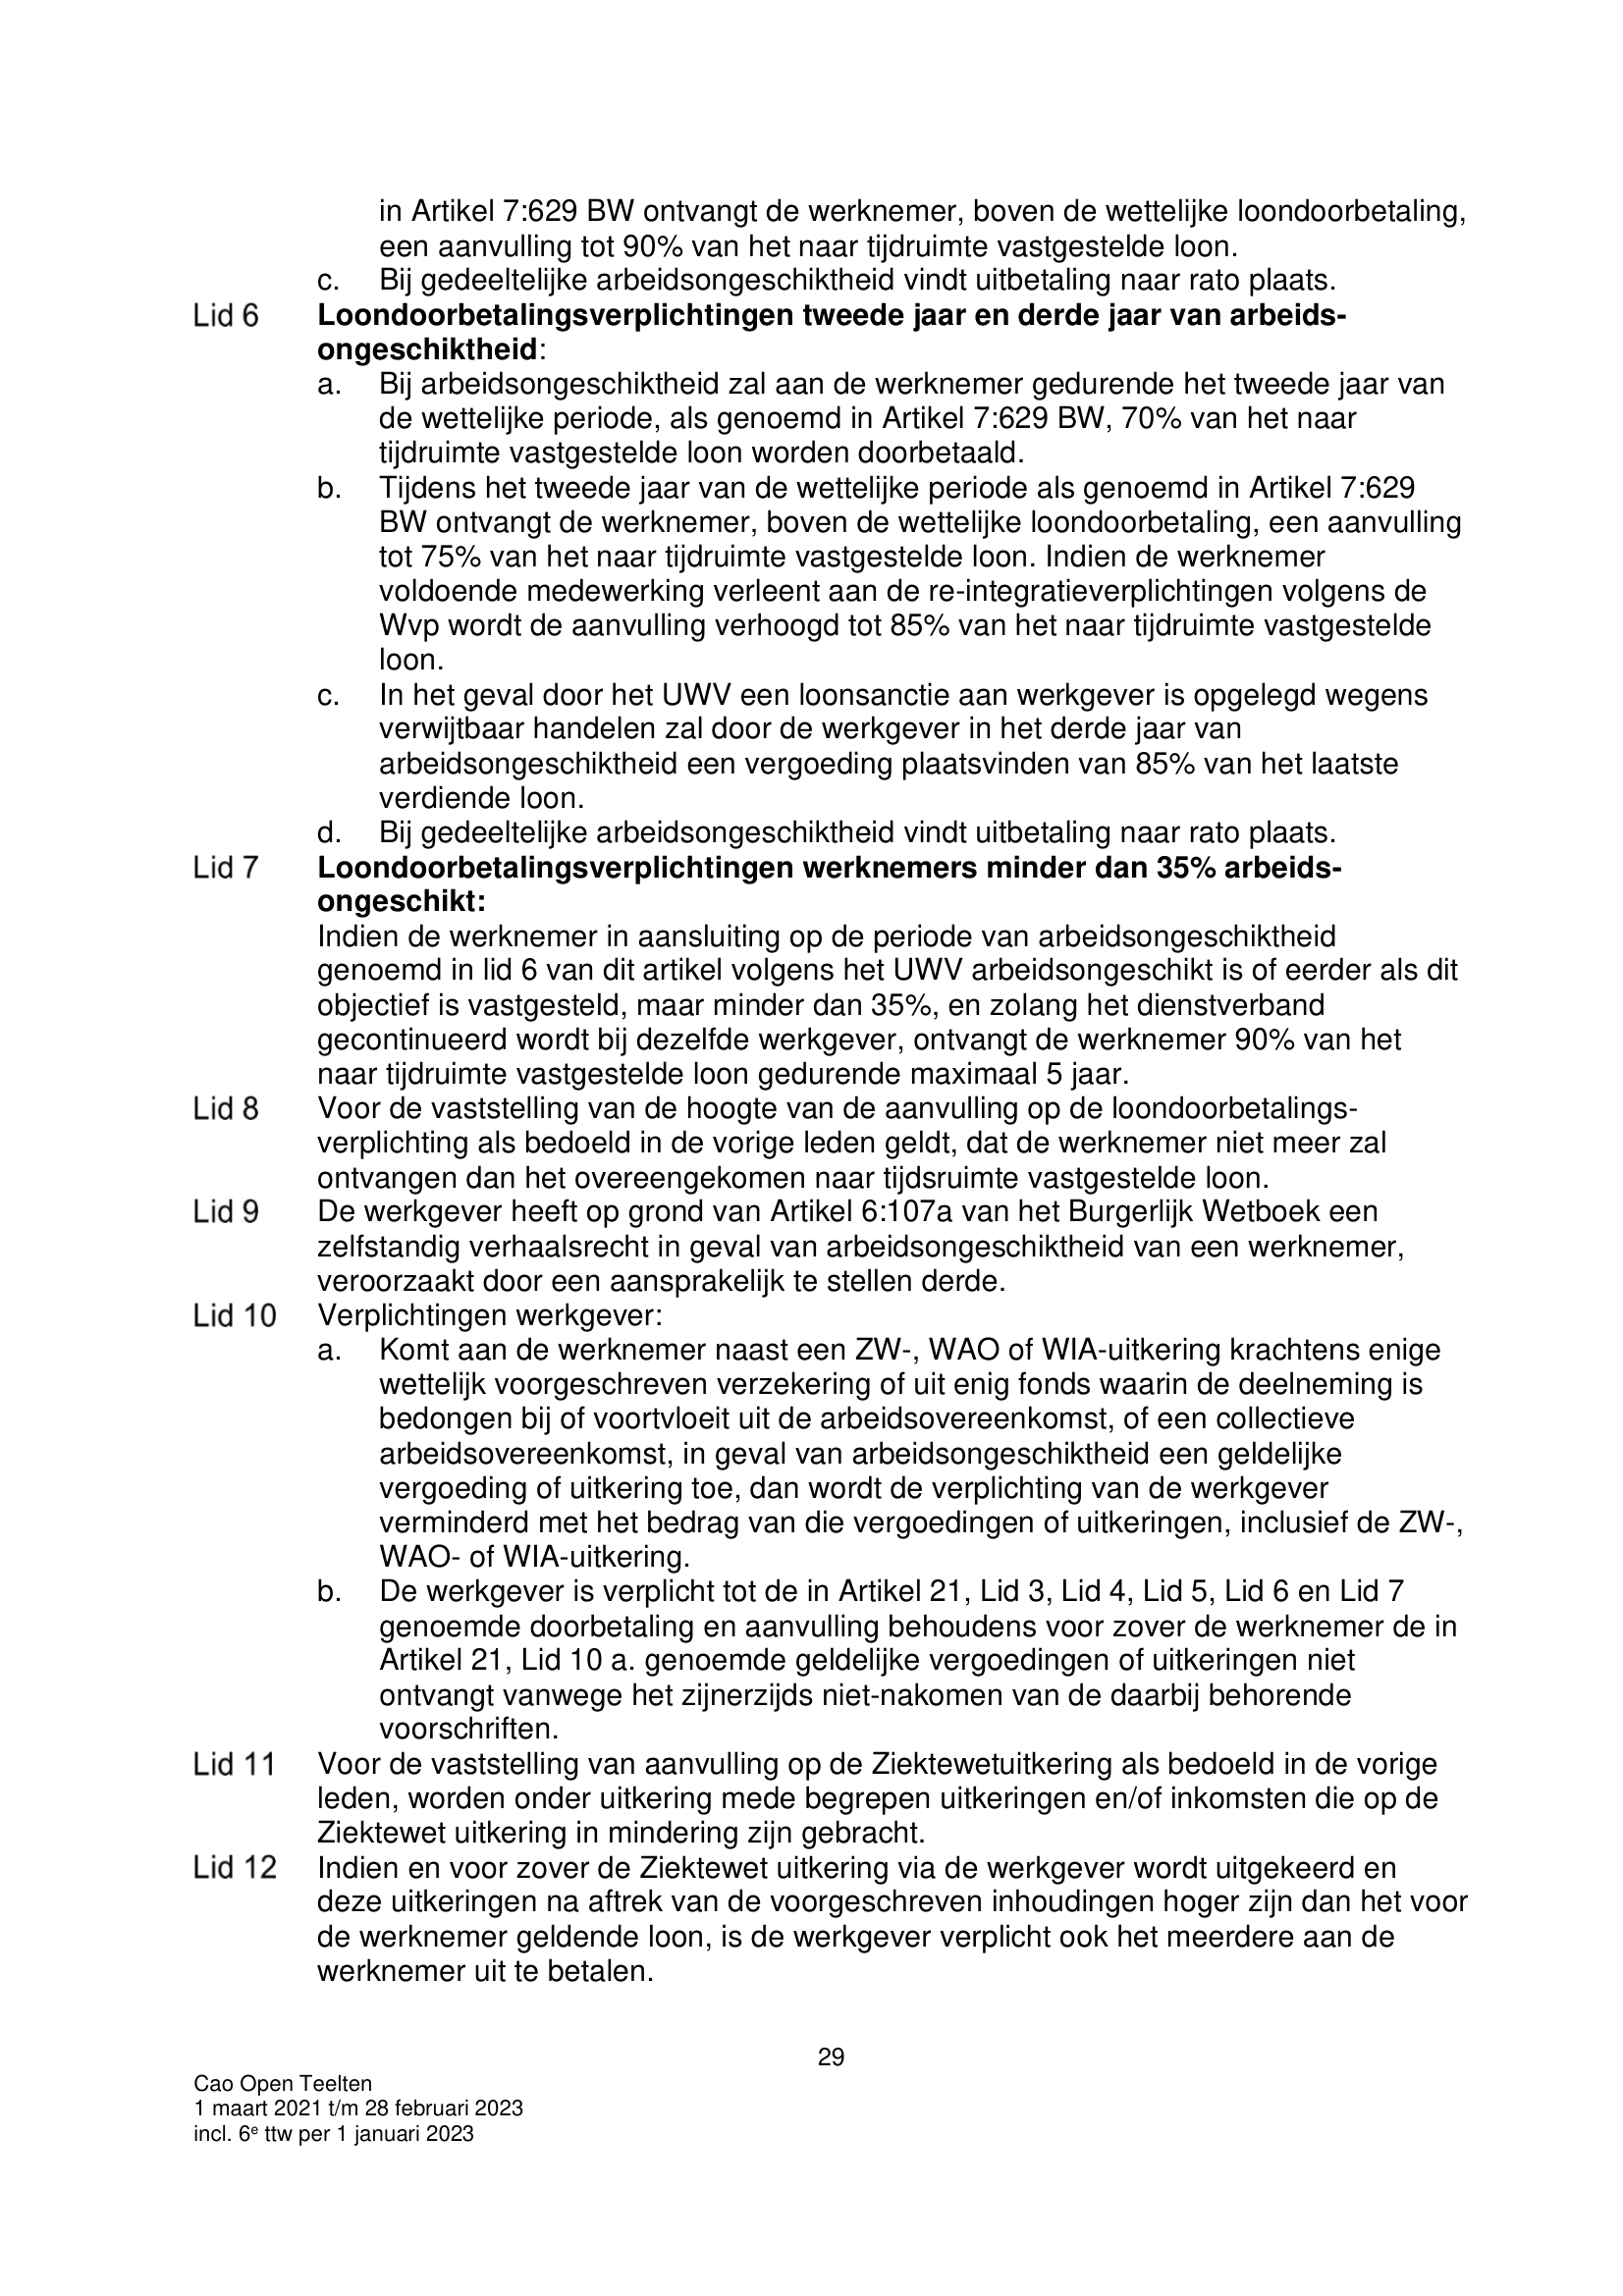 in Artikel 7:629 BW ontvangt de werknemer, boven de wettelijke loondoorbetaling,
een aanvulling tot 90% van het naar tijdruimte vastgestelde loon.
c. Bij gedeeltelijke arbeidsongeschiktheid vindt uitbetaling naar rato plaats.
Lid 6 Loondoorbetalingsverplichtingen tweede jaar en derde jaar van arbeids-
ongeschiktheid:
a. Bij arbeidsongeschiktheid zal aan de werknemer gedurende het tweede jaar van
de wettelijke periode, als genoemd in Artikel 7:629 BW, 70% van het naar
tijdruimte vastgestelde loon worden doorbetaald.
b. Tijdens het tweede jaar van de wettelijke periode als genoemd in Artikel 7:629
BW ontvangt de werknemer, boven de wettelijke loondoorbetaling, een aanvulling
tot 75% van het naar tijdruimte vastgestelde loon. Indien de werknemer
voldoende medewerking verleent aan de re-integratieverplichtingen volgens de
Wvp wordt de aanvulling verhoogd tot 85% van het naar tijdruimte vastgestelde
loon.
c. In het geval door het UWV een loonsanctie aan werkgever is opgelegd wegens
verwijtbaar handelen zal door de werkgever in het derde jaar van
arbeidsongeschiktheid een vergoeding plaatsvinden van 85% van het laatste
verdiende loon.
d. Bij gedeeltelijke arbeidsongeschiktheid vindt uitbetaling naar rato plaats.
Lid 7 Loondoorbetalingsverplichtingen werknemers minder dan 35% arbeids-
ongeschikt:
Indien de werknemer in aansluiting op de periode van arbeidsongeschiktheid
genoemd in lid 6 van dit artikel volgens het UWV arbeidsongeschikt is of eerder als dit
objectief is vastgesteld, maar minder dan 35%, en zolang het dienstverband
gecontinueerd wordt bij dezelfde werkgever, ontvangt de werknemer 90% van het
naar tijdruimte vastgestelde loon gedurende maximaal 5 jaar.
Lid 8 Voor de vaststelling van de hoogte van de aanvulling op de loondoorbetalings-
verplichting als bedoeld in de vorige leden geldt, dat de werknemer niet meer zal
ontvangen dan het overeengekomen naar tijdsruimte vastgestelde loon.
Lid 9 De werkgever heeft op grond van Artikel 6:107a van het Burgerlijk Wetboek een
zelfstandig verhaalsrecht in geval van arbeidsongeschiktheid van een werknemer,
veroorzaakt door een aansprakelijk te stellen derde.
Lid 10 Verplichtingen werkgever:
a. Komt aan de werknemer naast een ZW-, WAO of WIA-uitkering krachtens enige
wettelijk voorgeschreven verzekering of uit enig fonds waarin de deelneming is
bedongen bij of voortvloeit uit de arbeidsovereenkomst, of een collectieve
arbeidsovereenkomst, in geval van arbeidsongeschiktheid een geldelijke
vergoeding of uitkering toe, dan wordt de verplichting van de werkgever
verminderd met het bedrag van die vergoedingen of uitkeringen, inclusief de ZW-,
WAO- of WIA-uitkering.
b. De werkgever is verplicht tot de in Artikel 21, Lid 3, Lid 4, Lid 5, Lid 6 en Lid 7
genoemde doorbetaling en aanvulling behoudens voor zover de werknemer de in
Artikel 21, Lid 10 a. genoemde geldelijke vergoedingen of uitkeringen niet
ontvangt vanwege het zijnerzijds niet-nakomen van de daarbij behorende
voorschriften.
Lid 11 Voor de vaststelling van aanvulling op de Ziektewetuitkering als bedoeld in de vorige
leden, worden onder uitkering mede begrepen uitkeringen en/of inkomsten die op de
Ziektewet uitkering in mindering zijn gebracht.
Lid 12 Indien en voor zover de Ziektewet uitkering via de werkgever wordt uitgekeerd en
deze uitkeringen na aftrek van de voorgeschreven inhoudingen hoger zijn dan het voor
de werknemer geldende loon, is de werkgever verplicht ook het meerdere aan de
werknemer uit te betalen.
29
Cao Open Teelten
1 maart 2021 t/m 28 februari 2023
incl. 6e ttw per 1 januari 2023